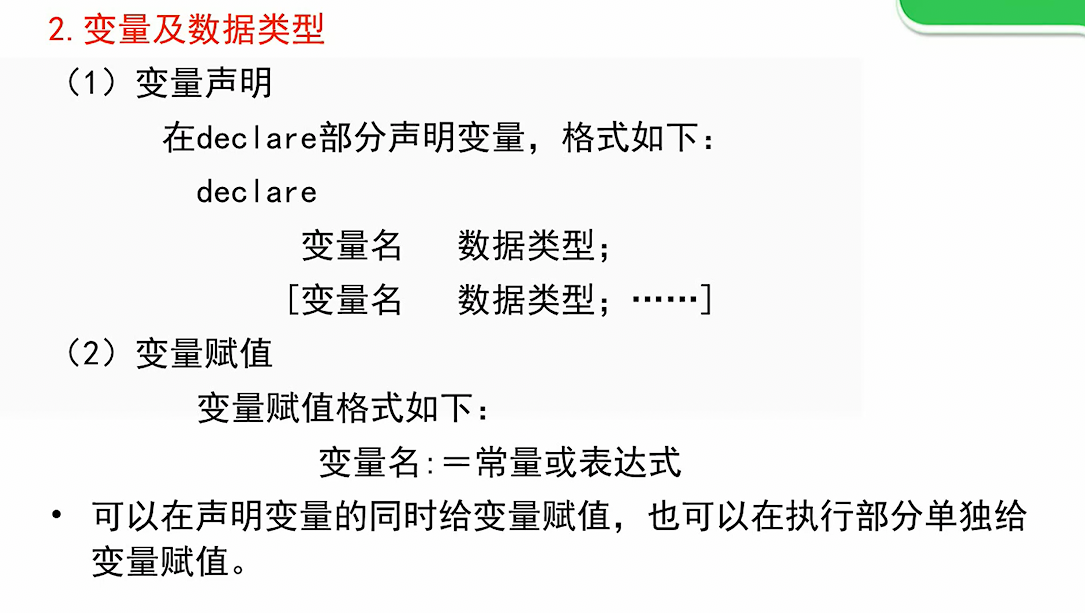 2. 变量及数据类型
（1）变量声明
在declare部分声明变量，格式如下：
declare
变量名 数据类型；
[变量名 数据类型；……]
（2）变量赋值
变量赋值格式如下：
变量名:＝常量或表达式
• 可以在声明变量的同时给变量赋值，也可以在执行部分单独给
变量赋值。